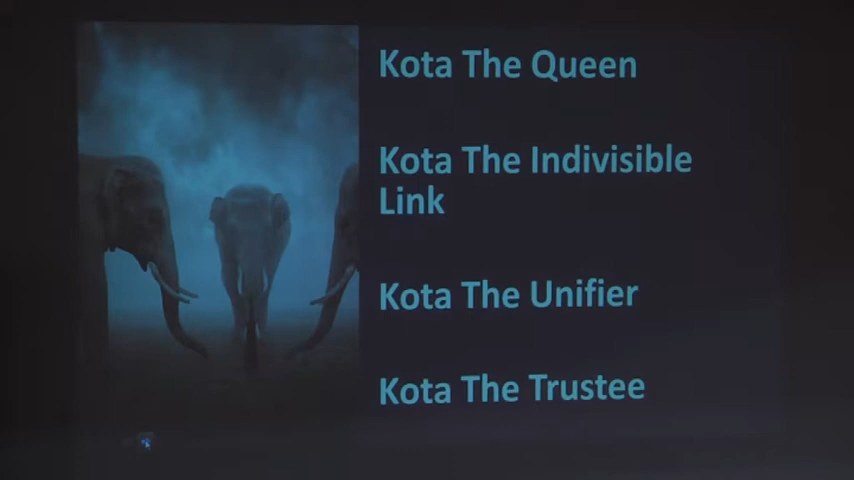 Kota The Queen
Kota The Indivisible
Link
Kota The Unifier
Kota The Trustee